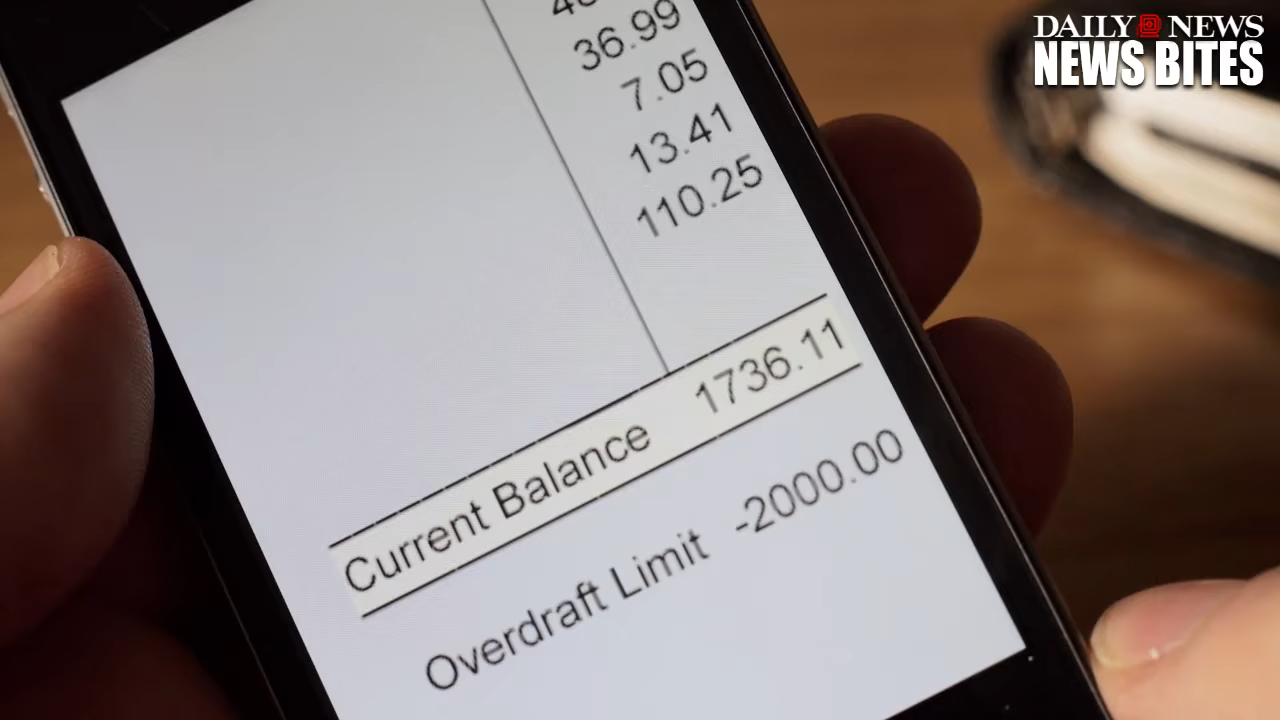 DAILY NEWS
NEWS BITES
36.99
7.05
13.41
110.25
Current Balance 1736.11
Overdraft Limit -2000.00